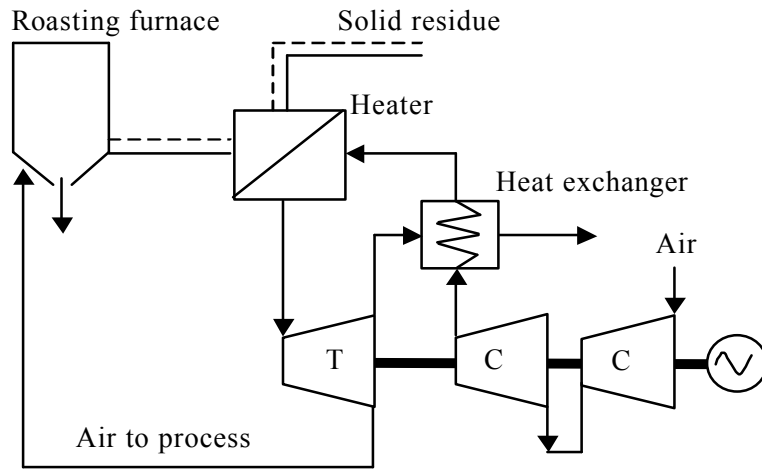 Roasting furnace
Solid residue
Heater
Heat exchanger
Air
T
C
C
Air to process